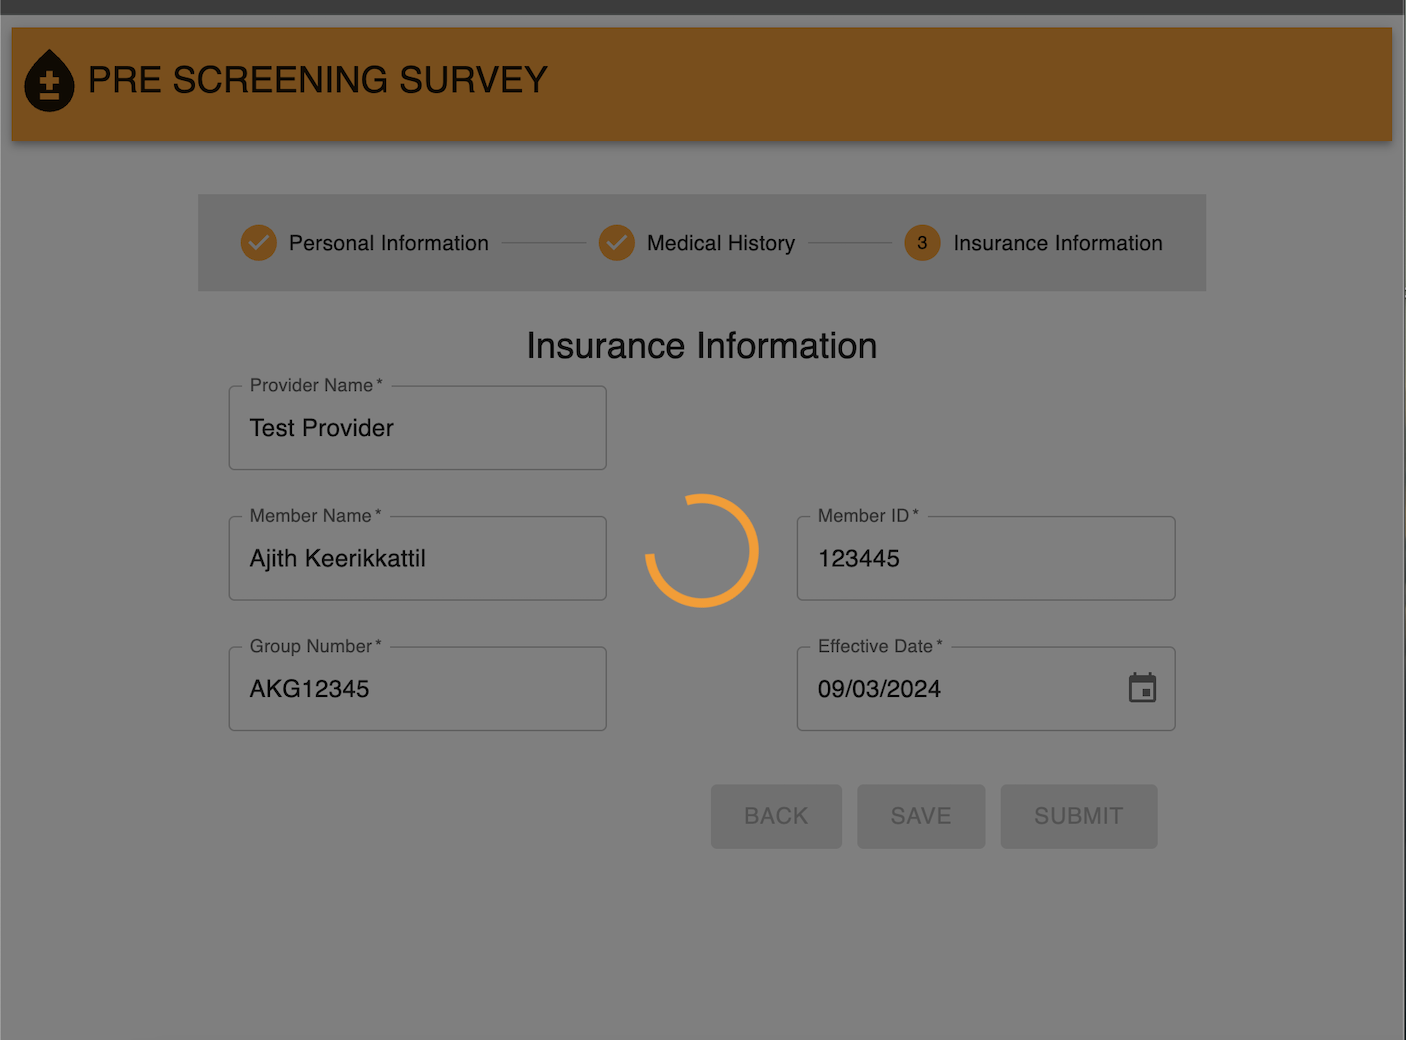 PRE SCREENING SURVEY
Personal Information
Medical History
3 Insurance Information
Insurance Information
Provider Name *
Test Provider
Member Name *
Ajith Keerikkattil
Member ID *
123445
Group Number *
AKG12345
Effective Date *
09/03/2024
BACK SAVE SUBMIT